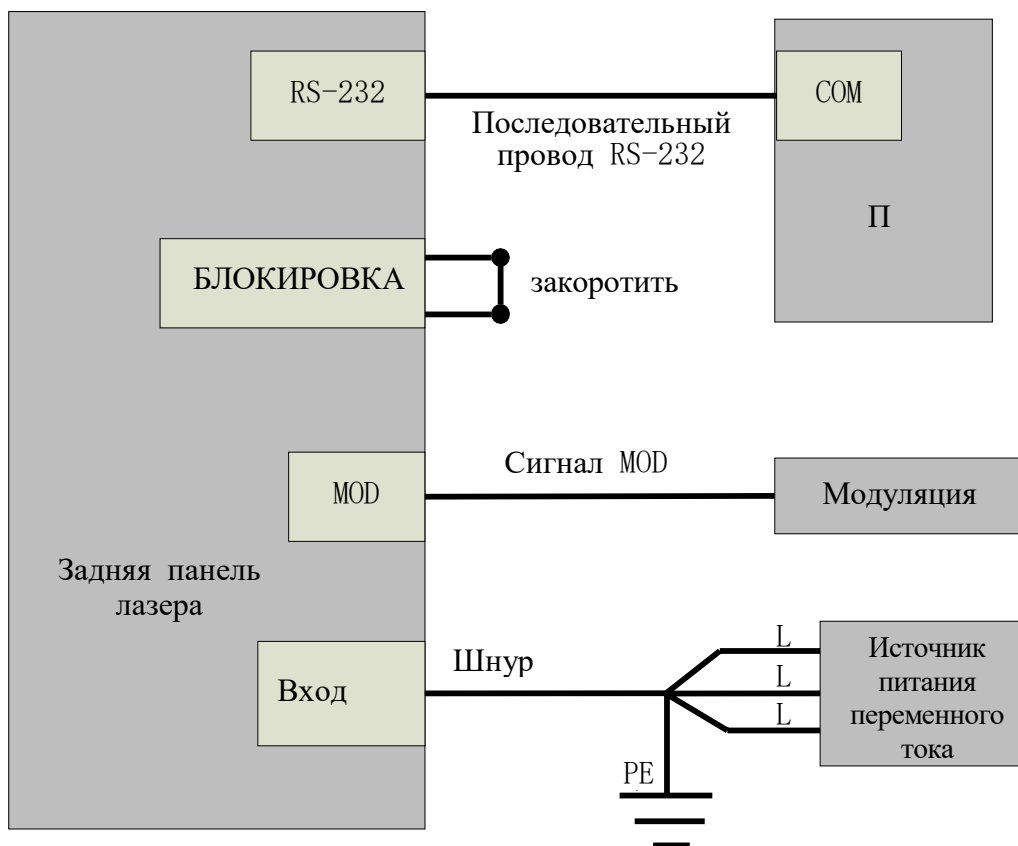 RS-232
COM
Последовательный
провод RS-232
П
БЛОКИРОВКА
закоротить
Сигнал MOD
MOD
Модуляция
Задняя панель
лазера
Вход
Шнур
L
L
L
PE
Источник
питания
переменного
тока